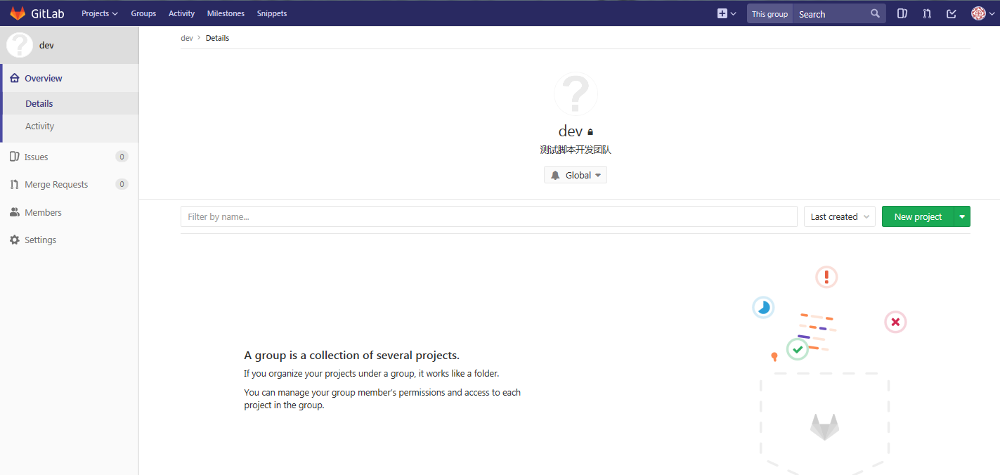 GitLab Projects Groups Activity Milestones Snippets This group Search
dev
dev Details
Overview
Details
Activity
Issues 0
Merge Requests 0
Members
Settings
dev
测试脚本开发团队
Global
Filter by name... Last created New project
A group is a collection of several projects.
If you organize your projects under a group, it works like a folder.
You can manage your group member's permissions and access to each
project in the group.